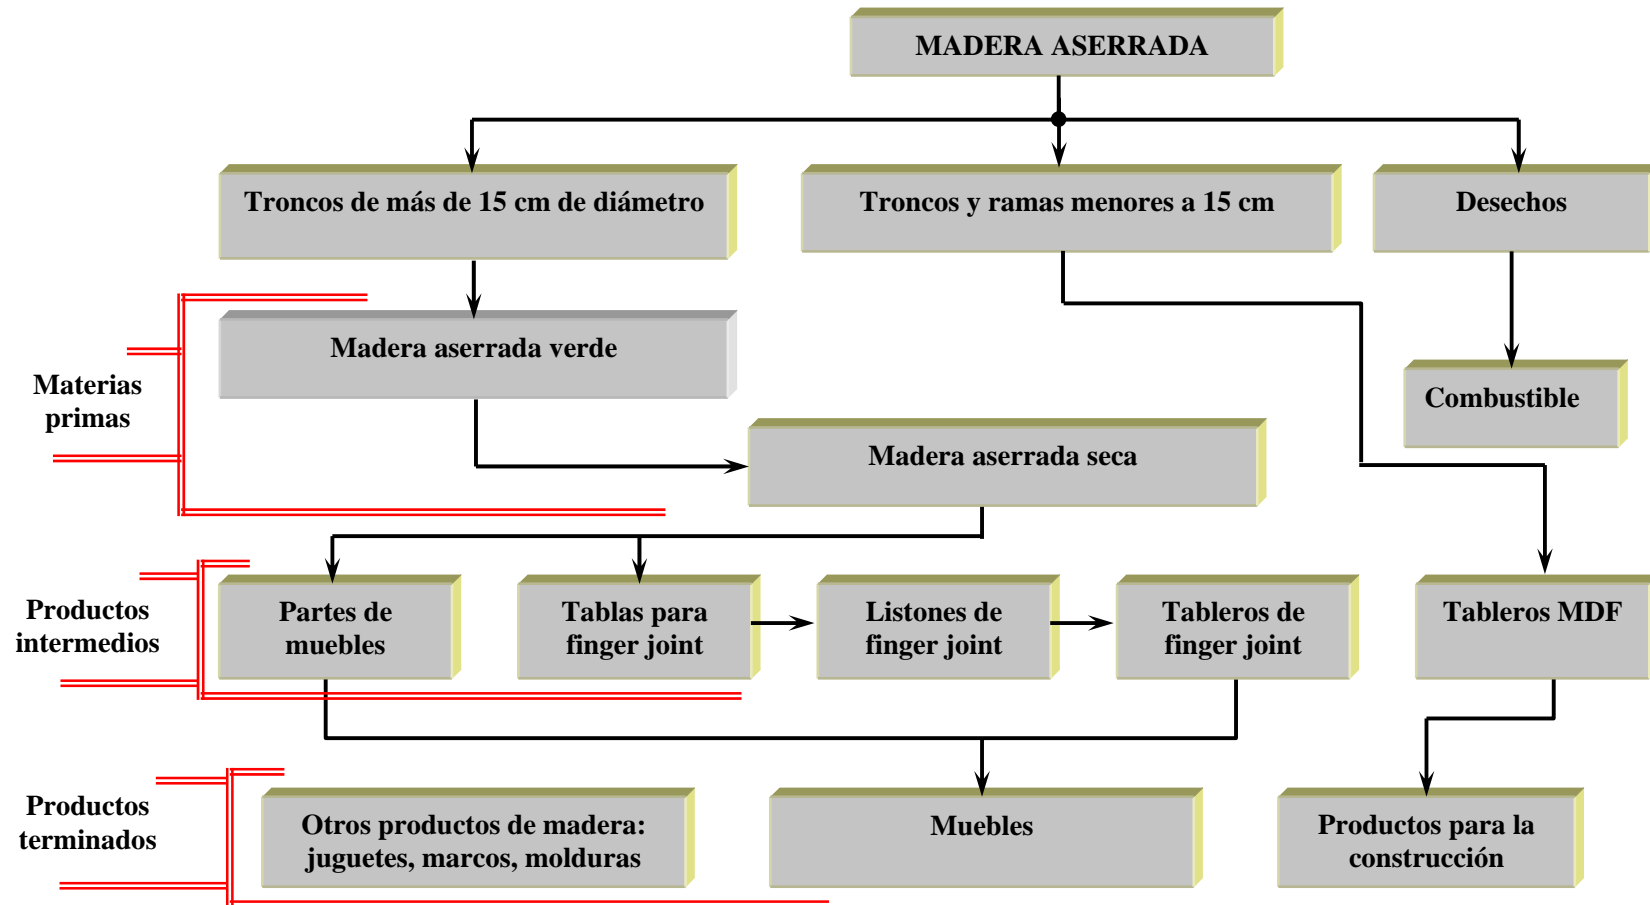 MADERA ASERRADA
Troncos de más de 15 cm de diámetro
Troncos y ramas menores a 15 cm
Desechos
Madera aserrada verde
Materias
primas
Combustible
Madera aserrada seca
Productos
intermedios
Partes de
muebles
Tablas para
finger joint
Listones de
finger joint
Tableros de
finger joint
Tableros MDF
Productos
terminados
Otros productos de madera:
juguetes, marcos, molduras
Muebles
Productos para la
construcción